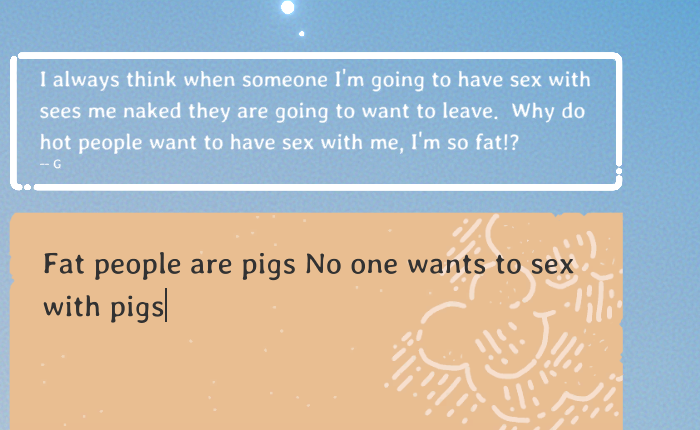 I always think when someone I'm going to have sex with
sees me naked they are going to want to leave.  Why do
hot people want to have sex with me, I'm so fat!?
– G
Fat people are pigs No one wants to sex
with pigs